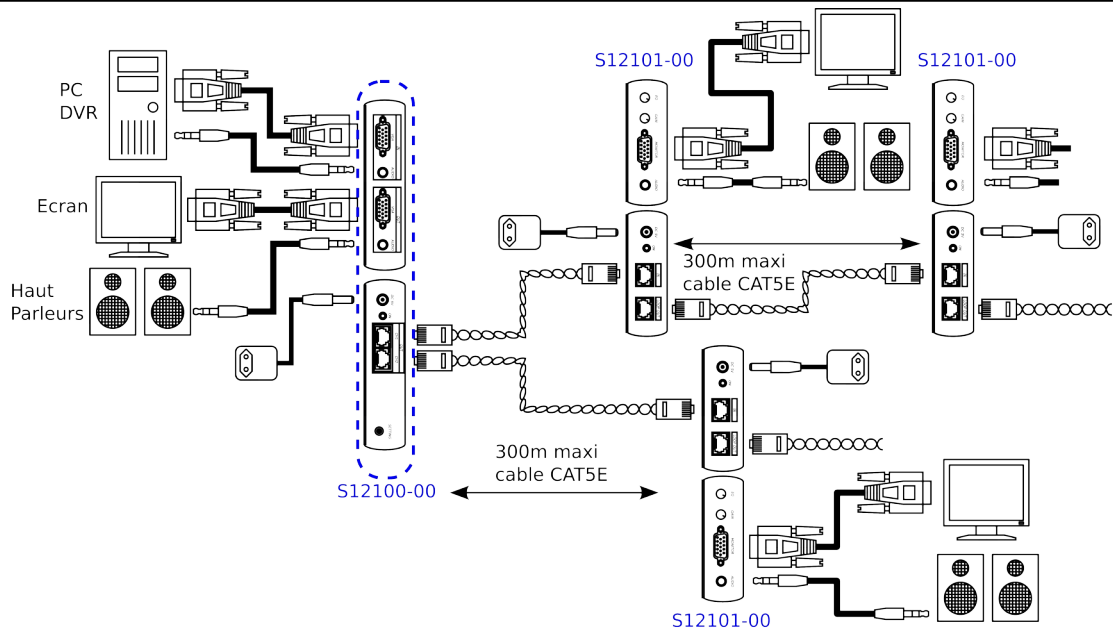 S12101-00
S12101-00
PC
DVR
Ecran
Haut
Parleurs
300m maxi
cable CAT5E
300m maxi
cable CAT5E
S12100-00
S12101-00